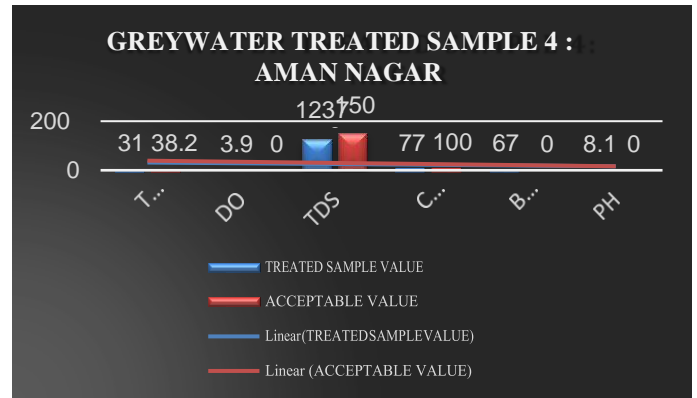 GREYWATER TREATED SAMPLE 4 :
AMAN NAGAR
200
0
31 38.2 3.9 0 1237 150 77 100 67 0 8.1 0
T... DO TDS C... B... PH
TREATED SAMPLE VALUE
ACCEPTABLE VALUE
Linear(TREATEDSAMPLEVALUE)
Linear (ACCEPTABLE VALUE)